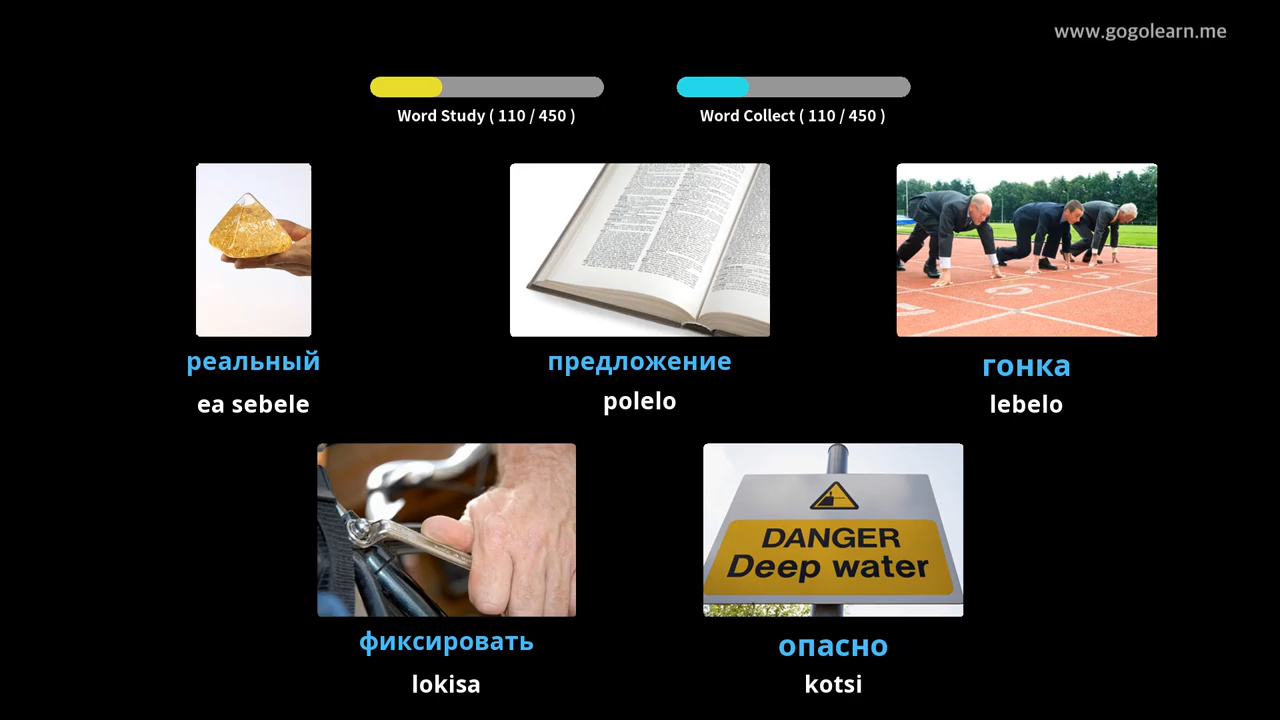 www.gogolearn.me
Word Study ( 110 / 450 )
Word Collect ( 110 / 450 )
реальный
ea sebele
предложение
polelo
гонка
lebelo
DANGER
Deep water
фиксировать
lokisa
опасно
kotsi